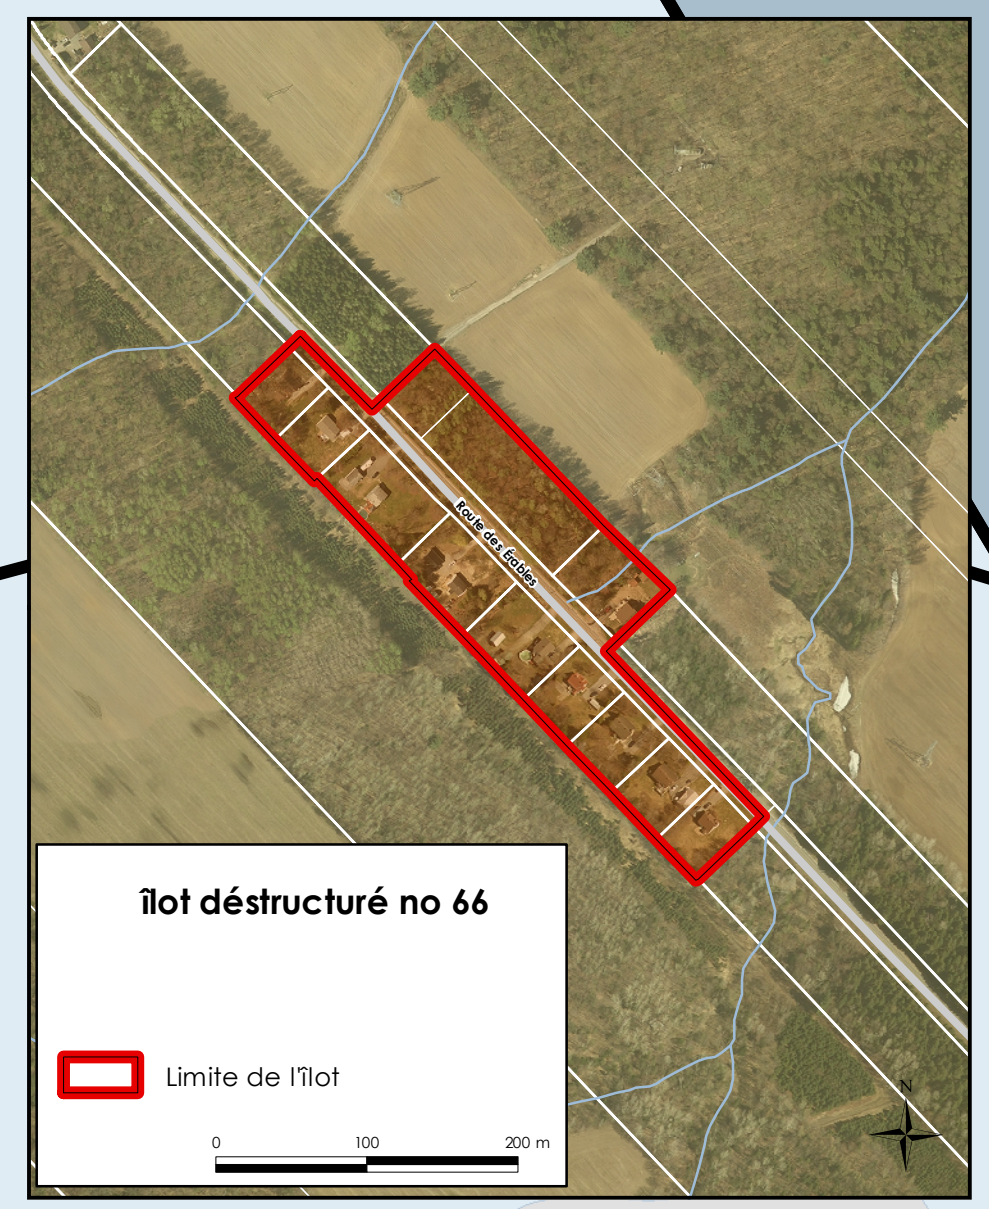 Route des Érables
îlot déstructuré no 66
Limite de l'îlot
0 100 200 m
N